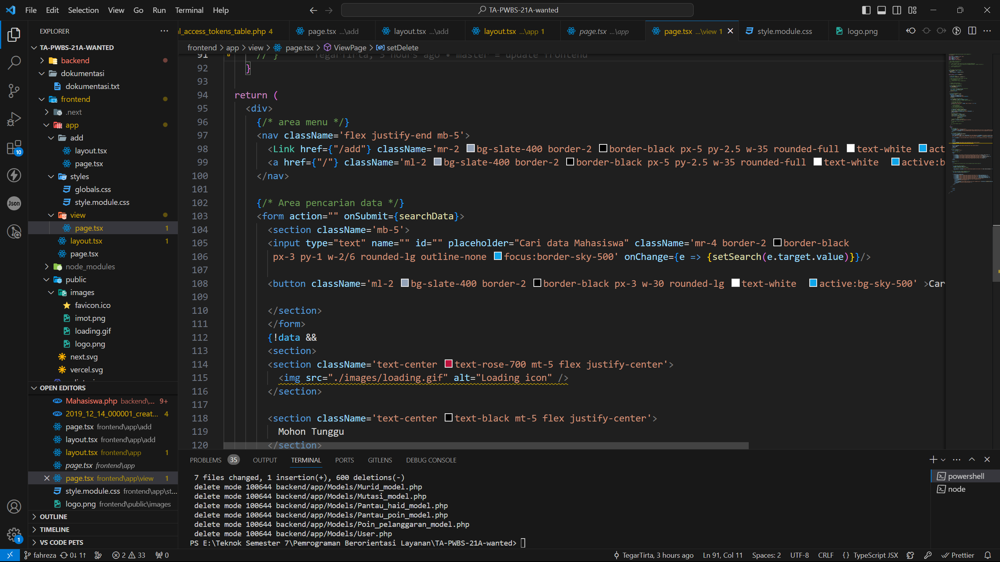 File Edit Selection View Go Run Terminal Help
TA-PWBS-21A-wanted
EXPLORER
TA-PWBS-21A-WANTED
backend
dokumentasi
dokumentasi.txt
frontend
.next
app
add
layout.tsx
page.tsx
styles
globals.css
style.module.css
view
page.tsx 1
layout.tsx 1
page.tsx
node_modules
public
images
favicon.ico
imot.png
loading.gif
logo.png
next.svg
vercel.svg
OPEN EDITORS
Mahasiswa.php backend\... 9+
2019_12_14_000001_creat... 4
page.tsx frontend\app\add
layout.tsx frontend\app\add
layout.tsx frontend\app 1
page.tsx frontend\app
page.tsx frontend\app\view 1
style.module.css frontend\app\st...
logo.png frontend\public\images
OUTLINE
TIMELINE
VS CODE PETS
10
Json
1
l_access_tokens_table.php 4 page.tsx ...\add layout.tsx ...\add layout.tsx ...\app 1 page.tsx ...\app page.tsx ...\view 1 style.module.css logo.png
frontend > app > view > page.tsx > ViewPage > setDelete
91 // } TegarTirta, 3 hours ago • master = update frontend
92 }
93
94 return (
95 <div>
96 {/* area menu */}
97 <nav className='flex justify-end mb-5'>
98 <Link href={"/add"} className='mr-2 bg-slate-400 border-2 border-black px-5 py-2.5 w-35 rounded-full text-white act
99 <a href={"/"} className='ml-2 bg-slate-400 border-2 border-black px-5 py-2.5 w-35 rounded-full text-white active:b
100 </nav>
101
102 {/* Area pencarian data */}
103 <form action="" onSubmit={searchData}>
104 <section className='mb-5'>
105 <input type="text" name="" id="" placeholder="Cari data Mahasiswa" className='mr-4 border-2 border-black
106 px-3 py-1 w-2/6 rounded-lg outline-none focus:border-sky-500' onChange={e => {setSearch(e.target.value)}}/>
107
108 <button className='ml-2 bg-slate-400 border-2 border-black px-3 w-30 rounded-lg text-white active:bg-sky-500' >Car
109
110 </section>
111 </form>
112 {!data &&
113 <section>
114 <section className='text-center text-rose-700 mt-5 flex justify-center'>
115 <img src="./images/loading.gif" alt="Loading icon" />
116 </section>
117
118 <section className='text-center text-black mt-5 flex justify-center'>
119 Mohon Tunggu
120 </section>
PROBLEMS 35 OUTPUT TERMINAL PORTS GITLENS DEBUG CONSOLE
7 files changed, 1 insertion(+), 600 deletions(-)
delete mode 100644 backend/app/Models/Murid_model.php
delete mode 100644 backend/app/Models/Mutasi_model.php
delete mode 100644 backend/app/Models/Pantau_haid_model.php
delete mode 100644 backend/app/Models/Pantau_poin_model.php
delete mode 100644 backend/app/Models/Poin_pelanggaran_model.php
delete mode 100644 backend/app/Models/User.php
PS E:\Teknok Semester 7\Pemrograman Berorientasi Layanan\TA-PWBS-21A-wanted>
powershell
node
fahreza 0↓ 1↑ 2 33 0 TegarTirta, 3 hours ago Ln 91, Col 11 Spaces: 2 UTF-8 CRLF {} TypeScript JSX Prettier